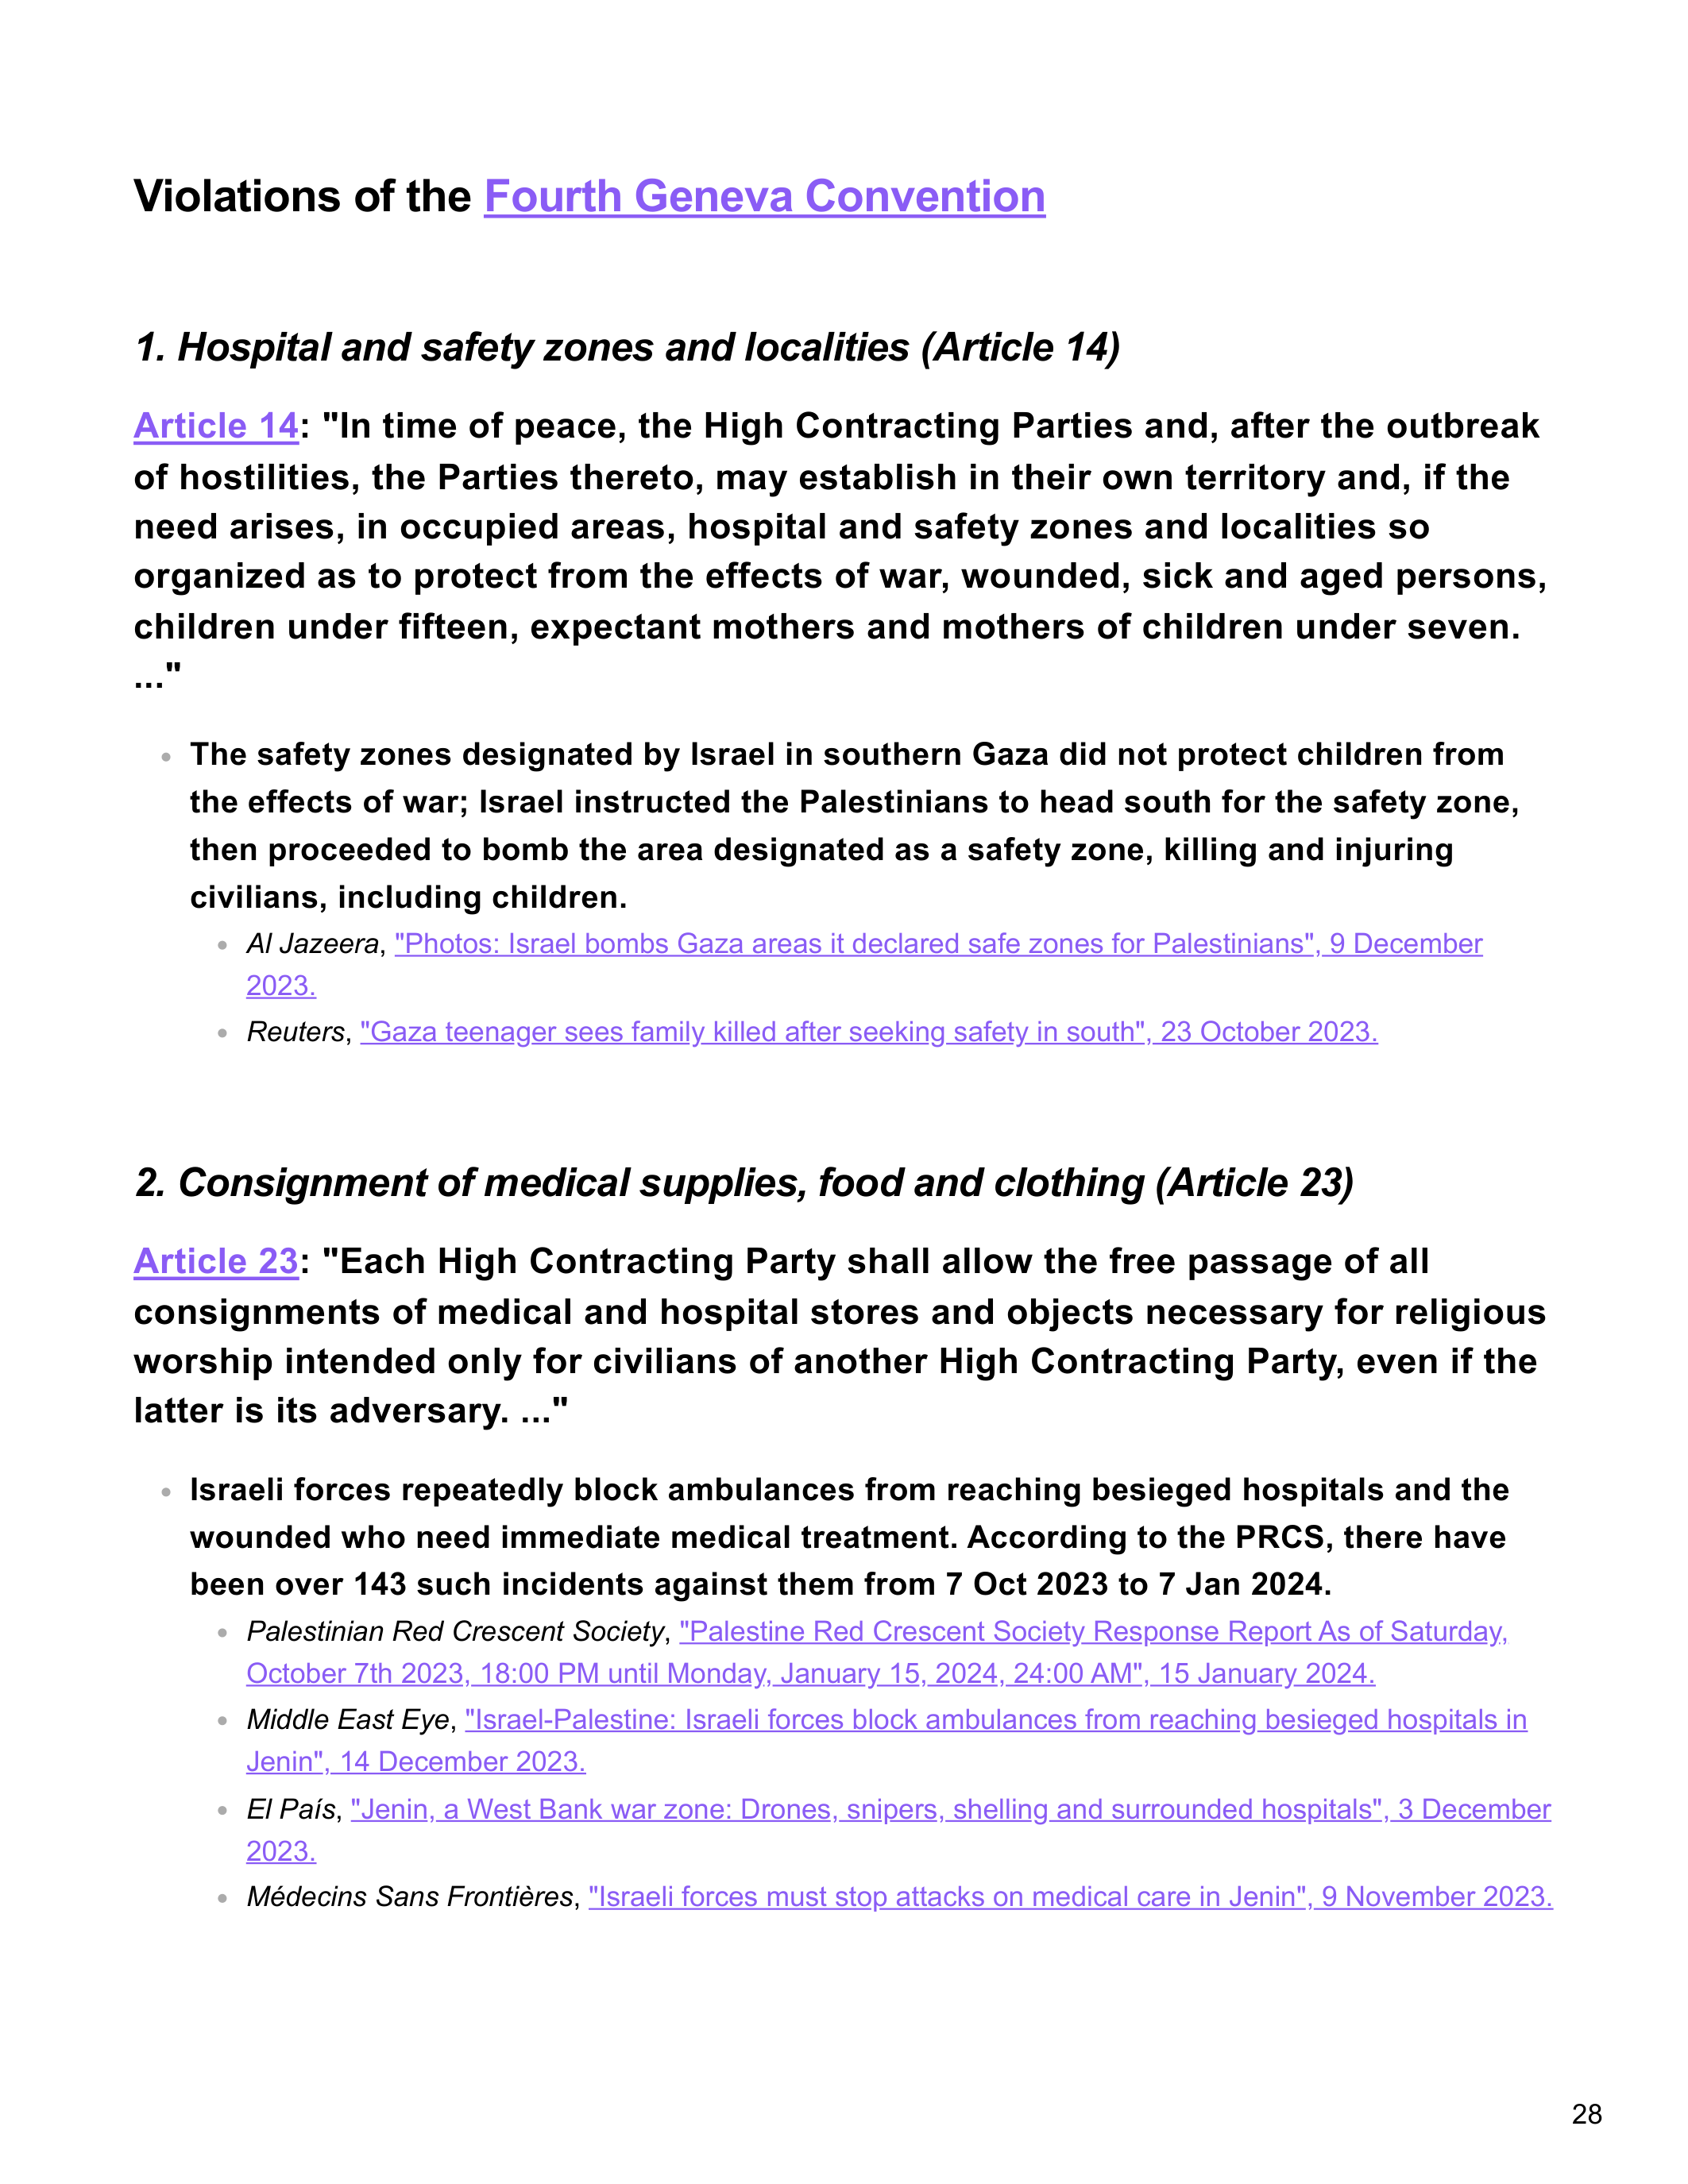 Violations of the Fourth Geneva Convention
1. Hospital and safety zones and localities (Article 14)
Article 14: "In time of peace, the High Contracting Parties and, after the outbreak
of hostilities, the Parties thereto, may establish in their own territory and, if the
need arises, in occupied areas, hospital and safety zones and localities so
organized as to protect from the effects of war, wounded, sick and aged persons,
children under fifteen, expectant mothers and mothers of children under seven.
..."
• The safety zones designated by Israel in southern Gaza did not protect children from
the effects of war; Israel instructed the Palestinians to head south for the safety zone,
then proceeded to bomb the area designated as a safety zone, killing and injuring
civilians, including children.
• Al Jazeera, "Photos: Israel bombs Gaza areas it declared safe zones for Palestinians", 9 December
2023.
• Reuters, "Gaza teenager sees family killed after seeking safety in south", 23 October 2023.
2. Consignment of medical supplies, food and clothing (Article 23)
Article 23: "Each High Contracting Party shall allow the free passage of all
consignments of medical and hospital stores and objects necessary for religious
worship intended only for civilians of another High Contracting Party, even if the
latter is its adversary. ..."
• Israeli forces repeatedly block ambulances from reaching besieged hospitals and the
wounded who need immediate medical treatment. According to the PRCS, there have
been over 143 such incidents against them from 7 Oct 2023 to 7 Jan 2024.
• Palestinian Red Crescent Society, "Palestine Red Crescent Society Response Report As of Saturday,
October 7th 2023, 18:00 PM until Monday, January 15, 2024, 24:00 AM", 15 January 2024.
• Middle East Eye, "Israel-Palestine: Israeli forces block ambulances from reaching besieged hospitals in
Jenin", 14 December 2023.
• El País, "Jenin, a West Bank war zone: Drones, snipers, shelling and surrounded hospitals", 3 December
2023.
• Médecins Sans Frontières, "Israeli forces must stop attacks on medical care in Jenin", 9 November 2023.
28